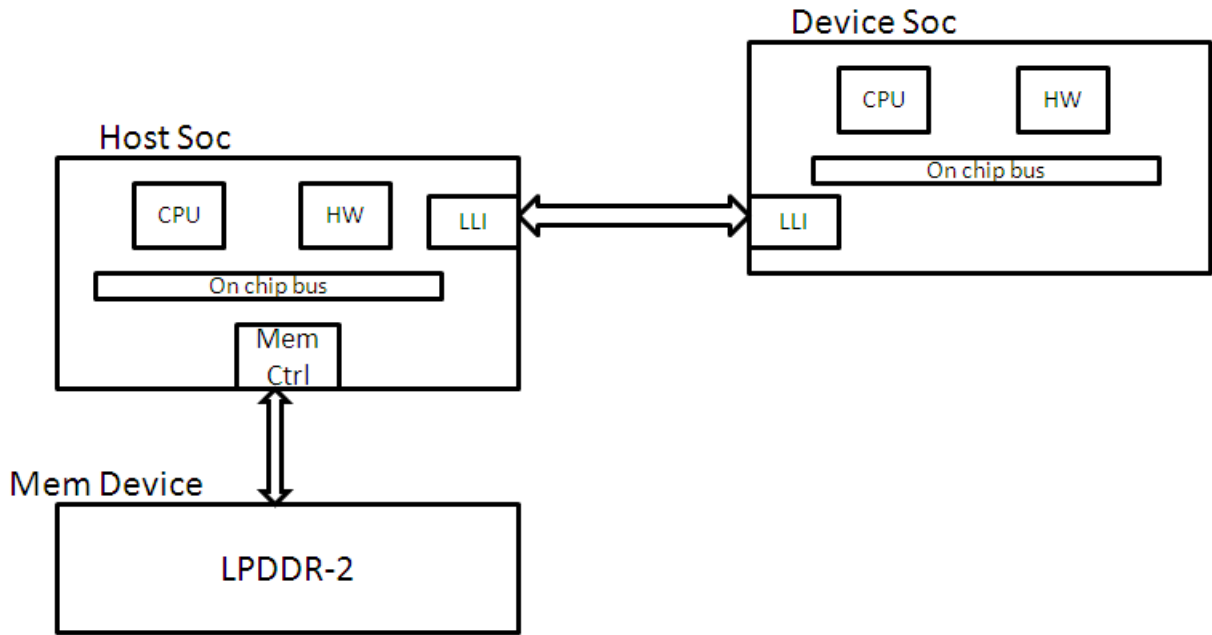 Device Soc
CPU
HW
On chip bus
LLI
Host Soc
CPU
HW
LLI
On chip bus
Mem
Ctrl
Mem Device
LPDDR-2